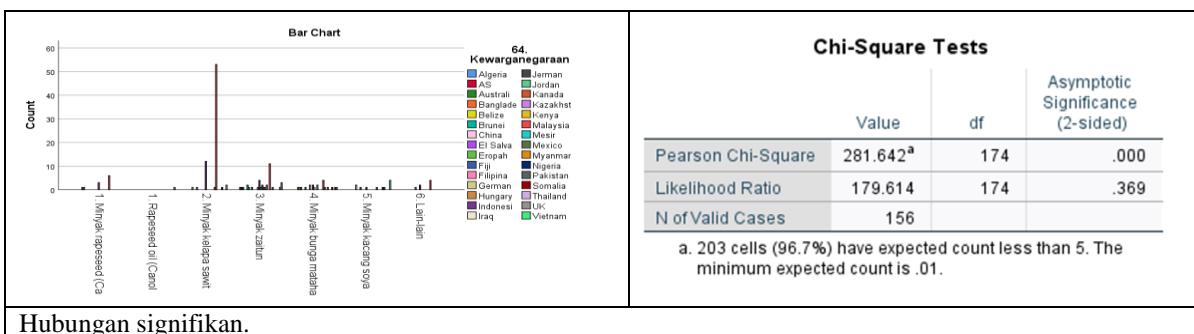 Bar Chart
64.
Kewarganegaraan
Algeria
AS
Australi
Banglade
Belize
Brunei
China
El Salva
Eropah
Fiji
Filipina
German
Hungary
Indonesi
Iraq
Jerman
Jordan
Kanada
Kazakhst
Kenya
Malaysia
Mesir
Mexico
Myanmar
Nigeria
Pakistan
Somalia
Thailand
UK
Vietnam
Count
60
50
40
30
20
10
0
1. Minyak rapeseed (Ca
1. Rapeseed oil (Canol
2. Minyak kelapa sawit
3. Minyak zaitun
4. Minyak bunga mataha
5. Minyak kacang soya
6. Lain-lain
Chi-Square Tests
Value df Asymptotic Significance (2-sided)
Pearson Chi-Square 281.642a 174 .000
Likelihood Ratio 179.614 174 .369
N of Valid Cases 156
a. 203 cells (96.7%) have expected count less than 5. The
minimum expected count is .01.
Hubungan signifikan.